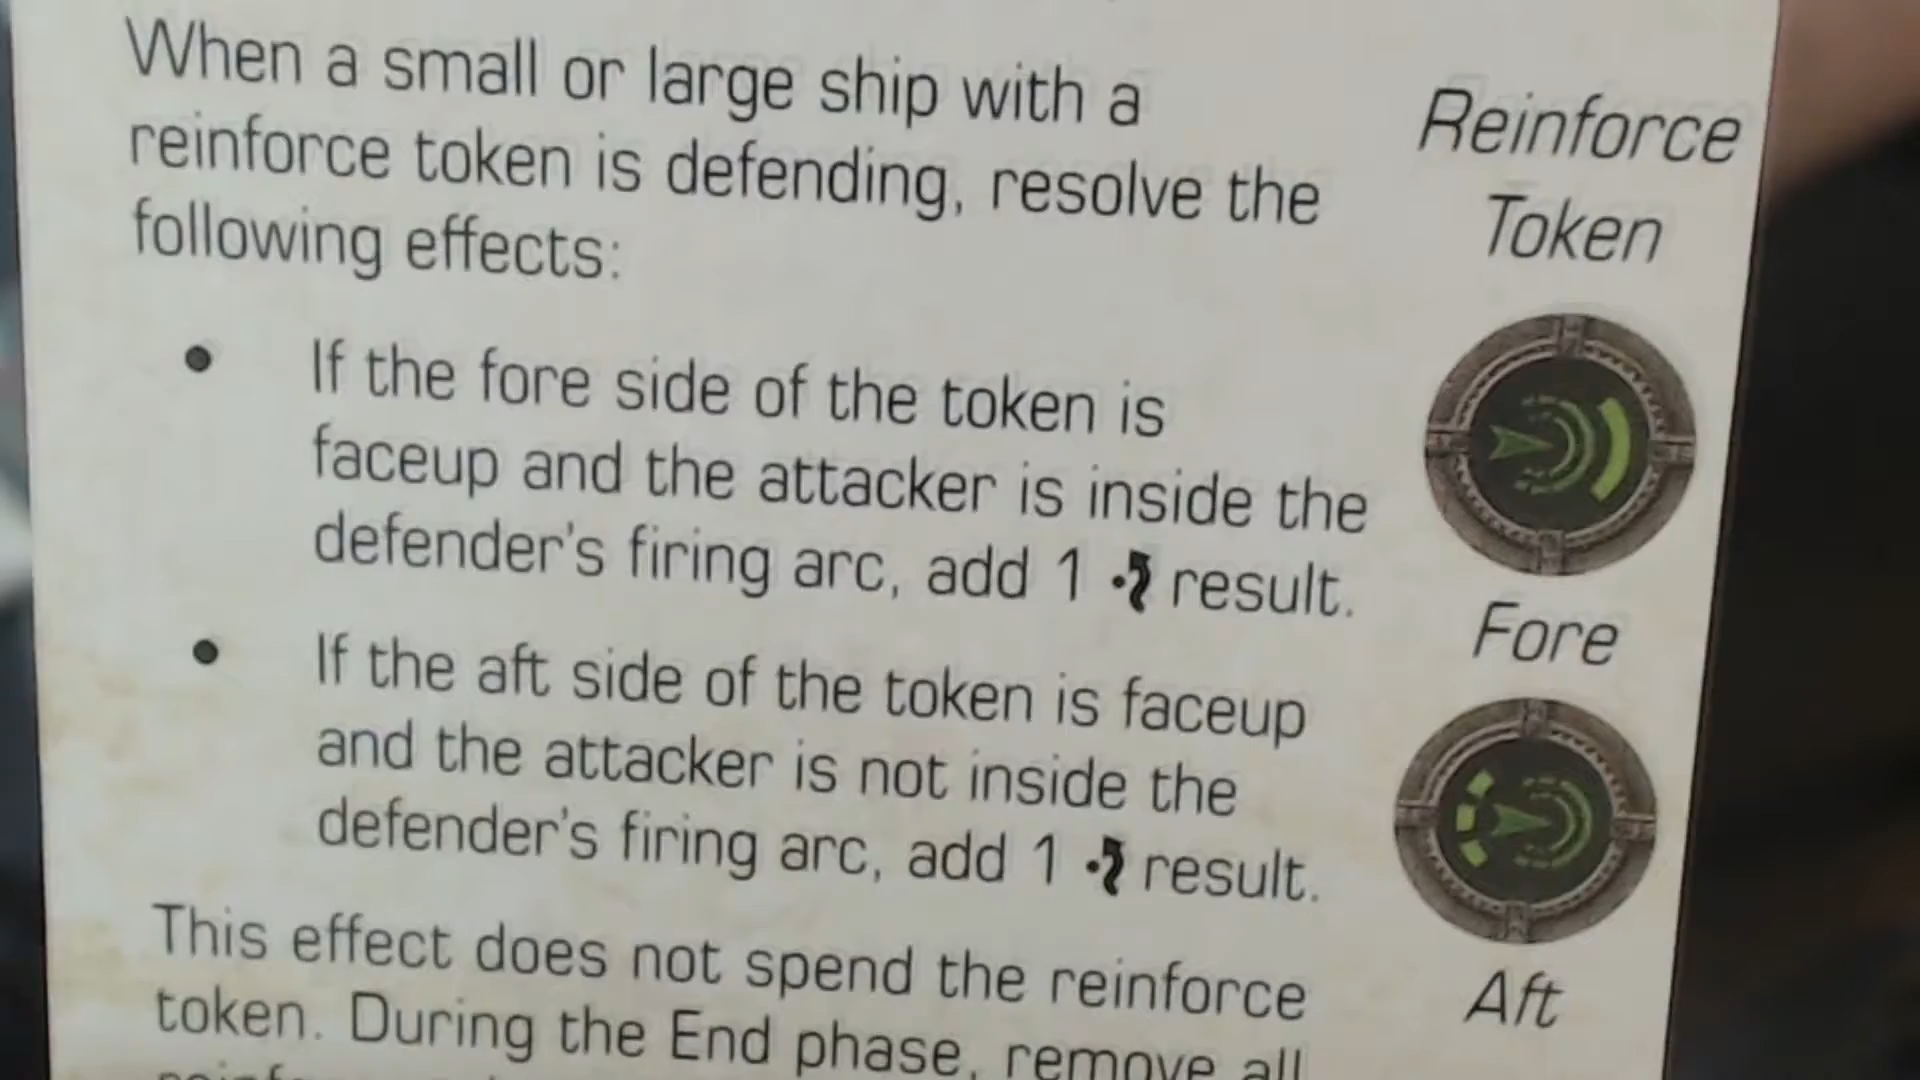 When a small or large ship with a
reinforce token is defending, resolve the
following effects:
• If the fore side of the token is
faceup and the attacker is inside the
defender's firing arc, add 1 result.
• If the aft side of the token is faceup
and the attacker is not inside the
defender's firing arc, add 1 result.
This effect does not spend the reinforce
token. During the End phase, remove all
Reinforce
Token
Fore
Aft